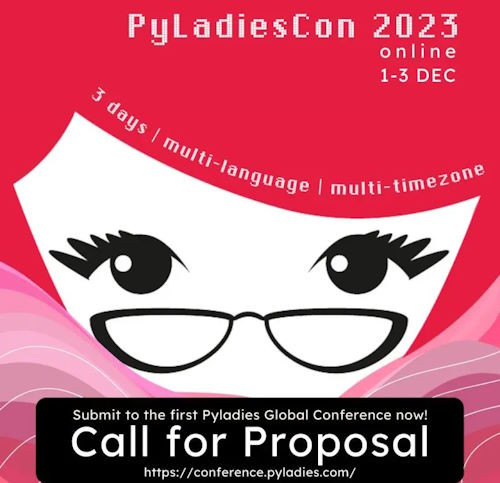 PyLadiesCon 2023
online
1-3 DEC
3 days | multi-language | multi-timezone
Submit to the first Pyladies Global Conference now!
Call for Proposal
https://conference.pyladies.com/